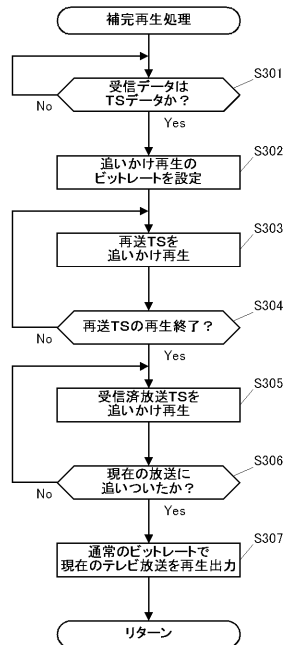 補完再生処理
受信データは
TSデータか？
S301
No
Yes
追いかけ再生の
ビットレートを設定
S302
再送TSを
追いかけ再生
S303
再送TSの再生終了？
S304
No
Yes
受信済放送TSを
追いかけ再生
S305
現在の放送に
追いついたか？
S306
No
Yes
通常のビットレートで
現在のテレビ放送を再生出力
S307
リターン